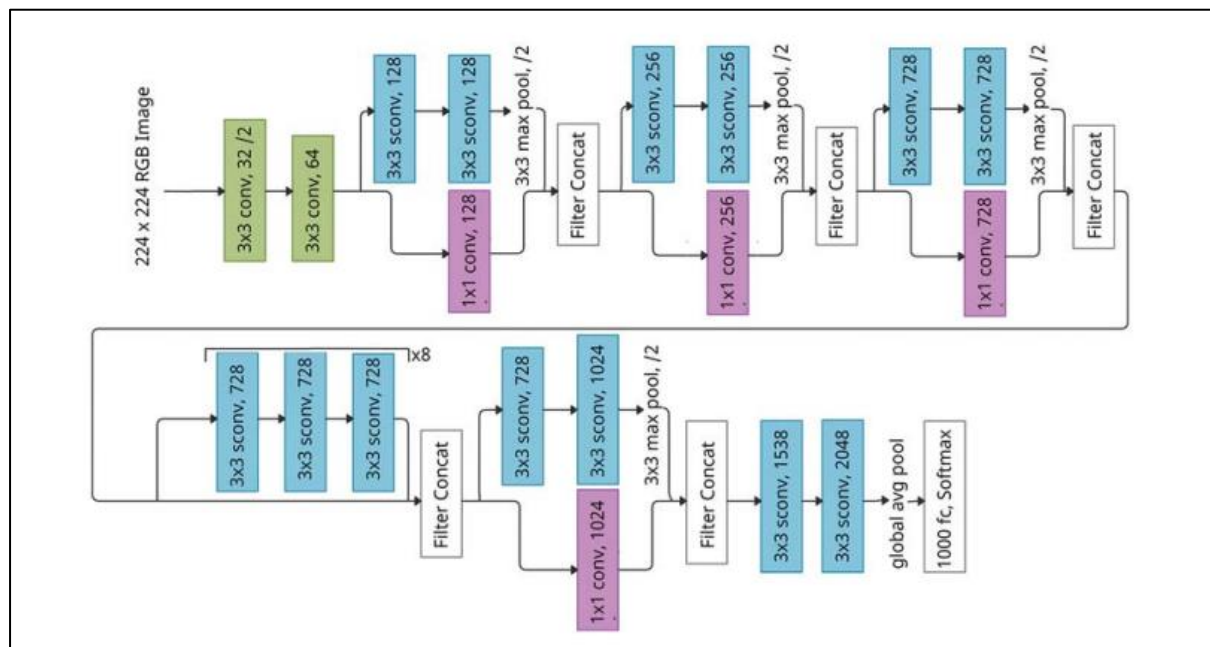 224 x 224 RGB Image
3x3 conv, 32 /2
3x3 conv, 64
3x3 sconv, 128
3x3 sconv, 128
3x3 max pool, /2
1x1 conv, 128
Filter Concat
3x3 sconv, 256
3x3 sconv, 256
3x3 max pool, /2
1x1 conv, 256
Filter Concat
3x3 sconv, 728
3x3 sconv, 728
3x3 max pool, /2
1x1 conv, 728
Filter Concat
3x3 sconv, 728
3x3 sconv, 728
3x3 sconv, 728
x8
Filter Concat
3x3 sconv, 728
3x3 sconv, 1024
3x3 max pool, /2
1x1 conv, 1024
Filter Concat
3x3 sconv, 1538
3x3 sconv, 2048
global avg pool
1000 fc, Softmax